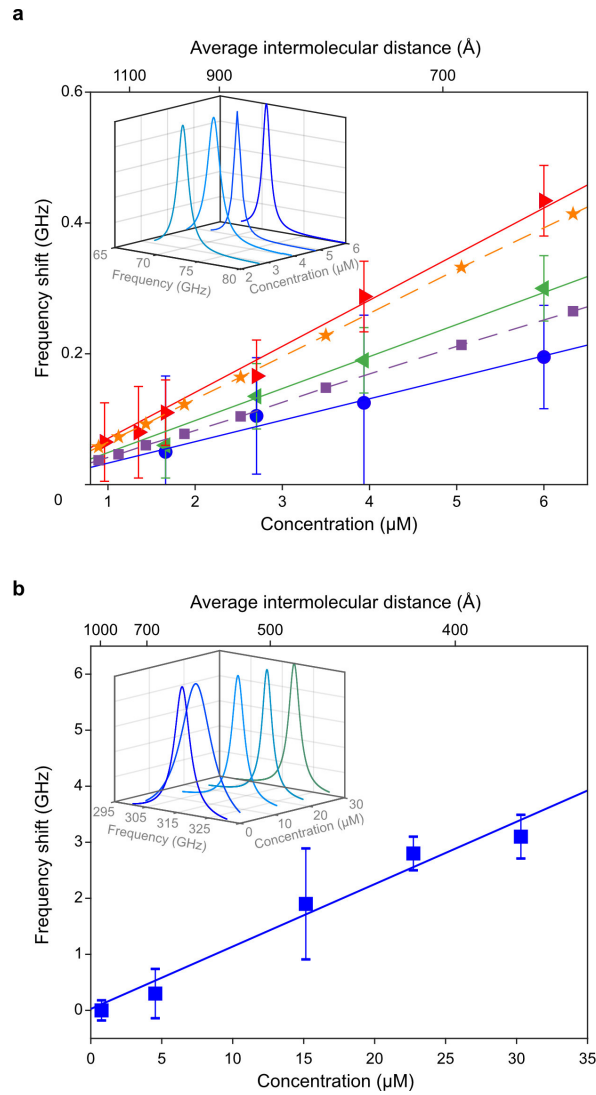 a
Average intermolecular distance (Å)
1100 900 700
0.6
0.4
0.2
0
Frequency shift (GHz)
65 70 75 80
Frequency (GHz)
2 3 4 5 6
Concentration (µM)
1 2 3 4 5 6
Concentration (µM)
b
Average intermolecular distance (Å)
1000 700 500 400
6
5
4
3
2
1
0
Frequency shift (GHz)
295 305 315 325
Frequency (GHz)
0 10 20 30
Concentration (µM)
0 5 10 15 20 25 30 35
Concentration (µM)